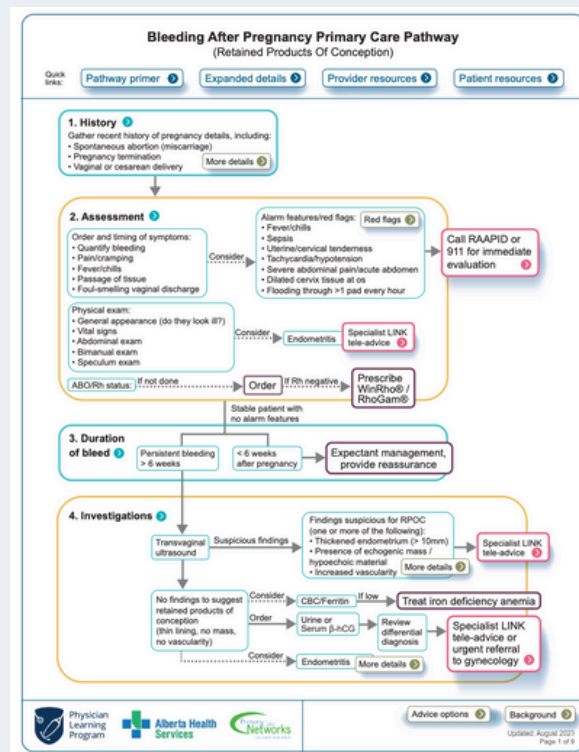 Bleeding After Pregnancy Primary Care Pathway
(Retained Products Of Conception)
Quick links:
Pathway primer
Expanded details
Provider resources
Patient resources
1. History
Gather recent history of pregnancy details, including:
• Spontaneous abortion (miscarriage)
• Pregnancy termination
• Vaginal or cesarean delivery
More details
2. Assessment
Order and timing of symptoms:
• Quantify bleeding
• Pain/cramping
• Fever/chills
• Passage of tissue
• Foul-smelling vaginal discharge
Consider
Alarm features/red flags:
Red flags
• Fever/chills
• Sepsis
• Uterine/cervical tenderness
• Tachycardia/hypotension
• Severe abdominal pain/acute abdomen
• Dilated cervix tissue at os
• Flooding through >1 pad every hour
Call RAAPID or
911 for immediate
evaluation
Physical exam:
• General appearance (do they look ill?)
• Vital signs
• Abdominal exam
• Bimanual exam
• Speculum exam
Consider
Endometritis
Specialist LINK
tele-advice
ABO/Rh status:
If not done
Order
If Rh negative
Prescribe
WinRho® /
RhoGam®
Stable patient with
no alarm features
3. Duration
of bleed
Persistent bleeding
> 6 weeks
< 6 weeks
after pregnancy
Expectant management,
provide reassurance
4. Investigations
Transvaginal
ultrasound
Suspicious findings
Findings suspicious for RPOC
(one or more of the following):
• Thickened endometrium (> 10mm)
• Presence of echogenic mass /
hypoechoic material
• Increased vascularity
More details
Specialist LINK
tele-advice
No findings to suggest
retained products of
conception
(thin lining, no mass,
no vascularity)
Consider
CBC/Ferritin
If low
Treat iron deficiency anemia
Order
Urine or
Serum β-hCG
Review
differential
diagnosis
Specialist LINK
tele-advice or
urgent referral
to gynecology
Consider
Endometritis
More details
Physician
Learning
Program
Alberta Health
Services
Primary Care
Networks
Advice options
Background
Updated: August 2021
Page 1 of 9